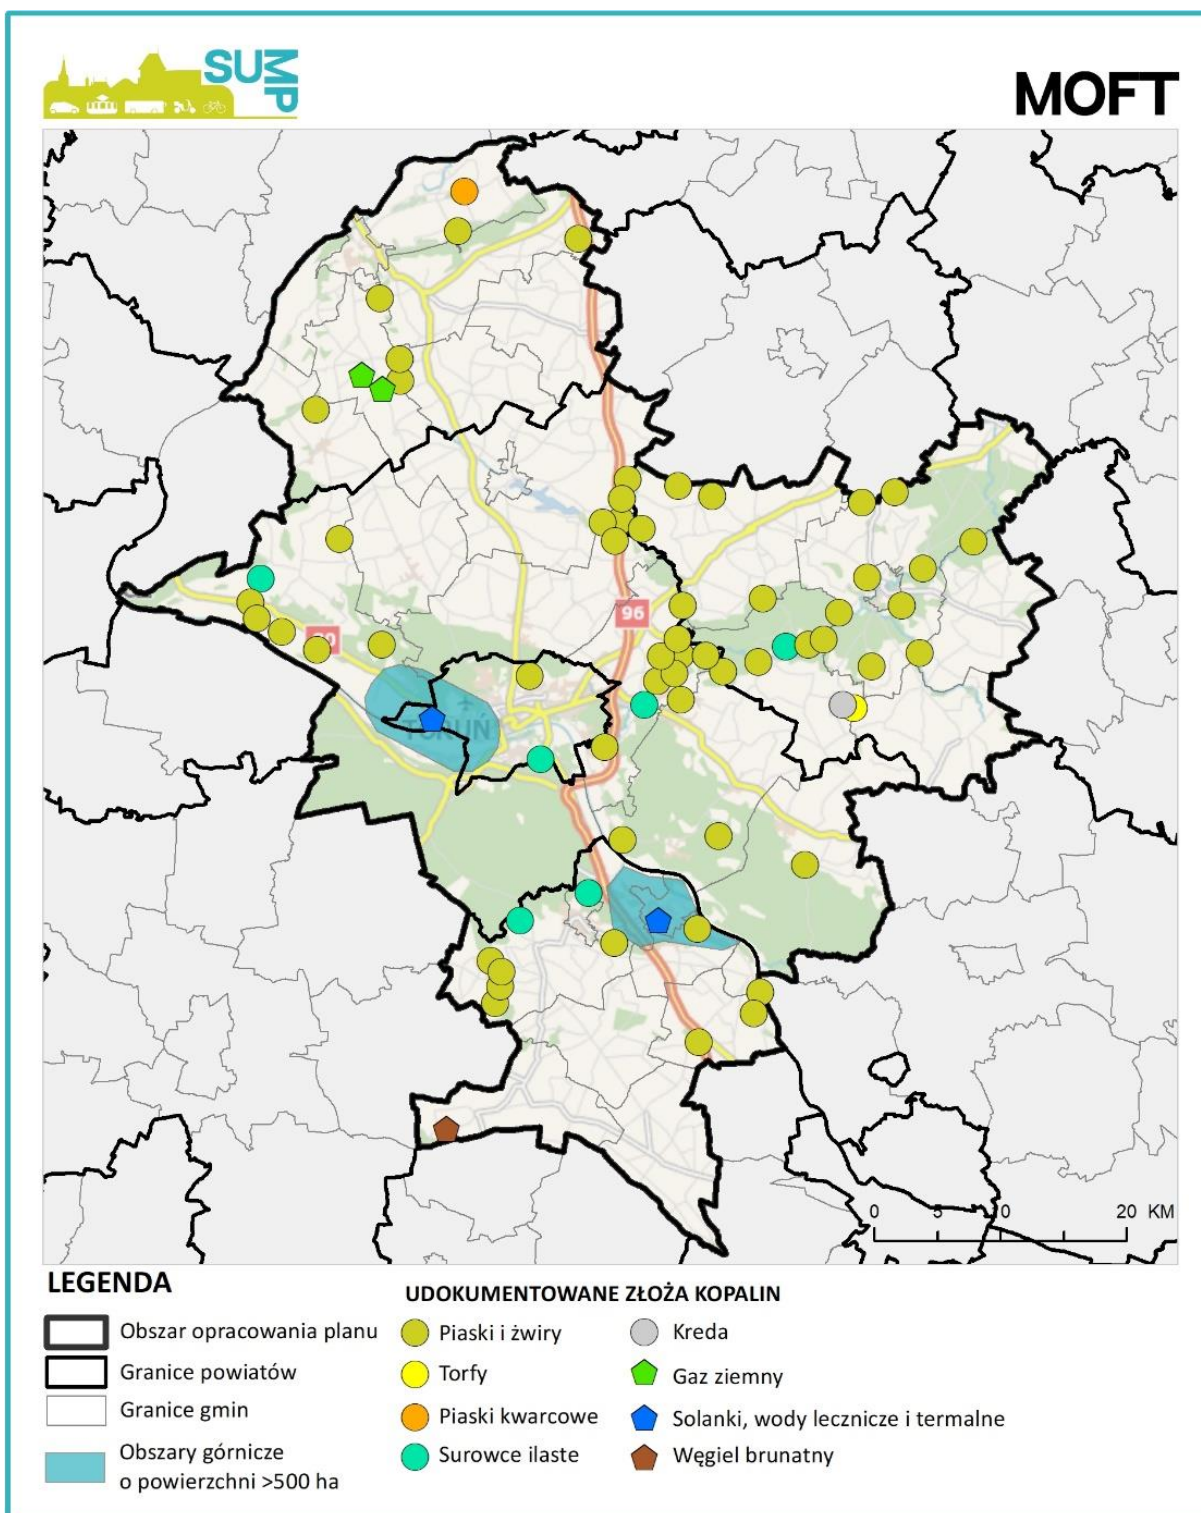 SUMP
MOFT
96
TORUŃ
0 5 10 20 KM
LEGENDA
Obszar opracowania planu
Granice powiatów
Granice gmin
Obszary górnicze
o powierzchni >500 ha
UDOKUMENTOWANE ZŁOŻA KOPALIN
Piaski i żwiry
Torfy
Piaski kwarcowe
Surowce ilaste
Kreda
Gaz ziemny
Solanki, wody lecznicze i termalne
Węgiel brunatny